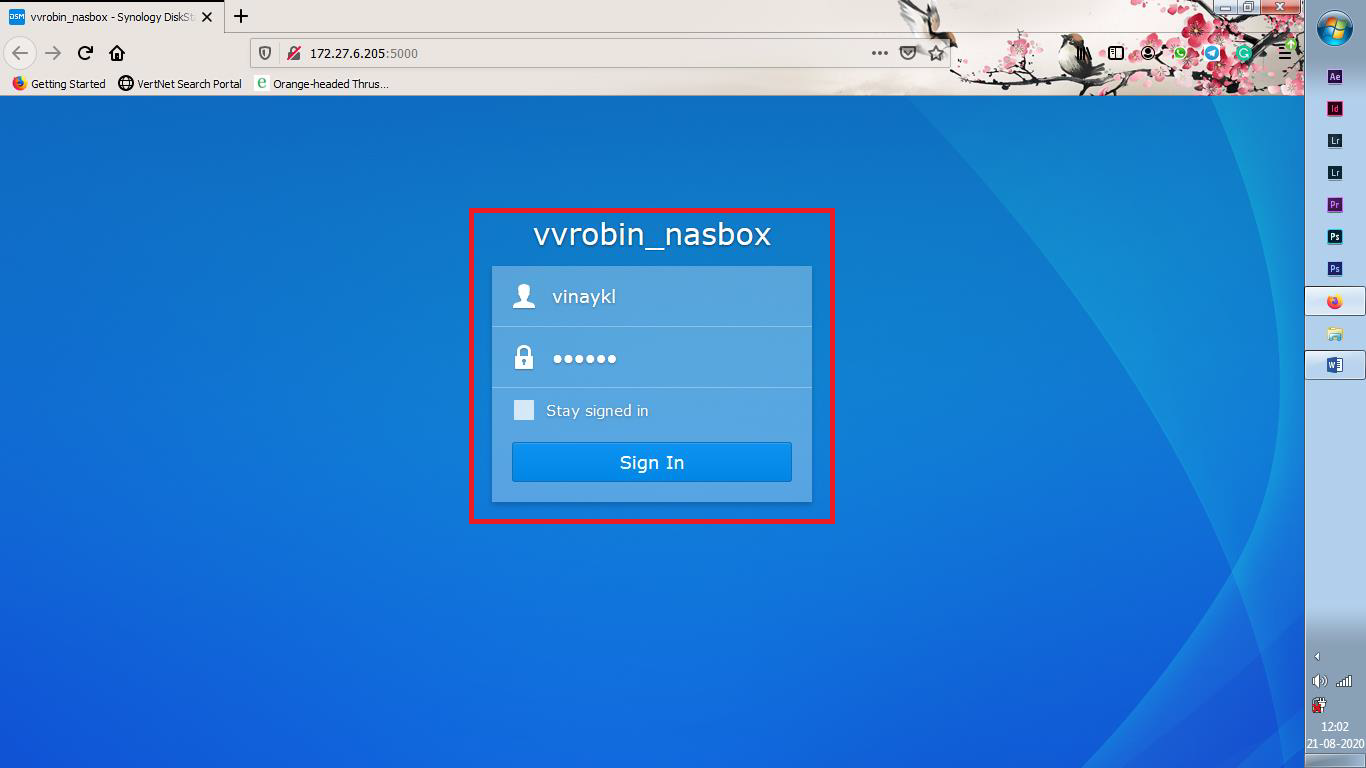 DSM vvrobin_nasbox - Synology DiskSt
172.27.6.205:5000
Getting Started VertNet Search Portal e Orange-headed Thrus...
vvrobin_nasbox
vinaykl
Stay signed in
Sign In
Ae
Id
Lr
Lr
Pr
Ps
Ps
W
12:02
21-08-2020